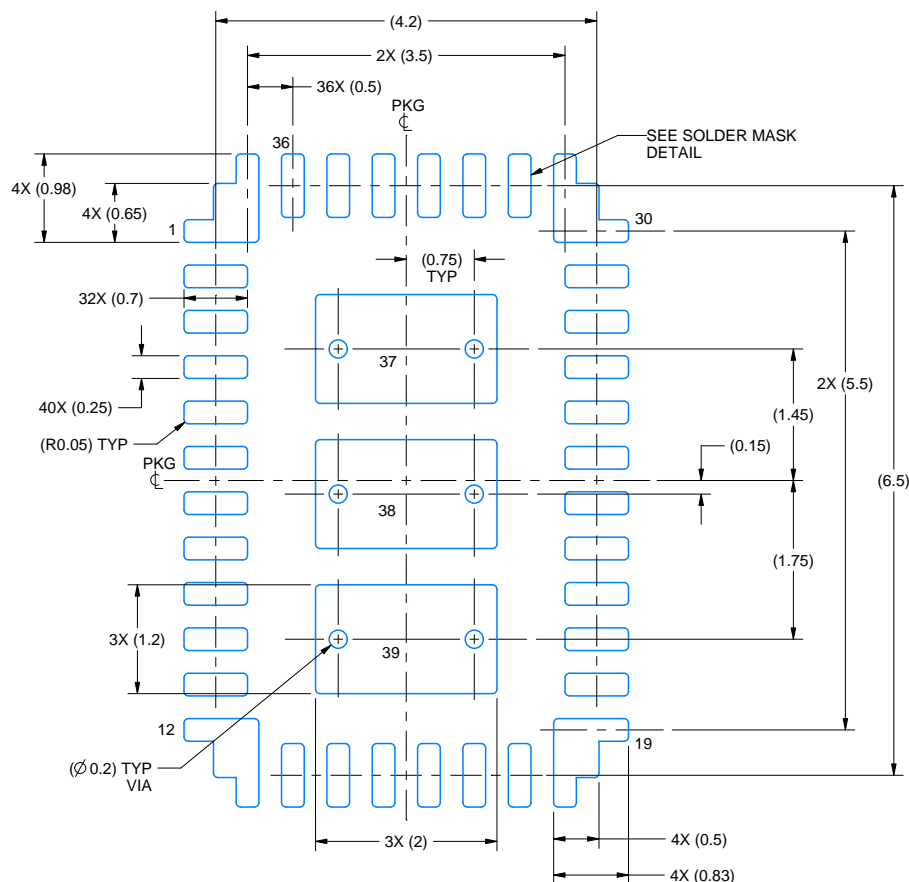 (4.2)
2X (3.5)
36X (0.5)
PKG
℄
36
SEE SOLDER MASK
DETAIL
4X (0.98)
4X (0.65)
1
30
(0.75)
TYP
32X (0.7)
37
2X (5.5)
40X (0.25)
(1.45)
(R0.05) TYP
(0.15)
PKG
℄
(6.5)
38
(1.75)
3X (1.2)
39
12
19
(Ø 0.2) TYP
VIA
3X (2)
4X (0.5)
4X (0.83)